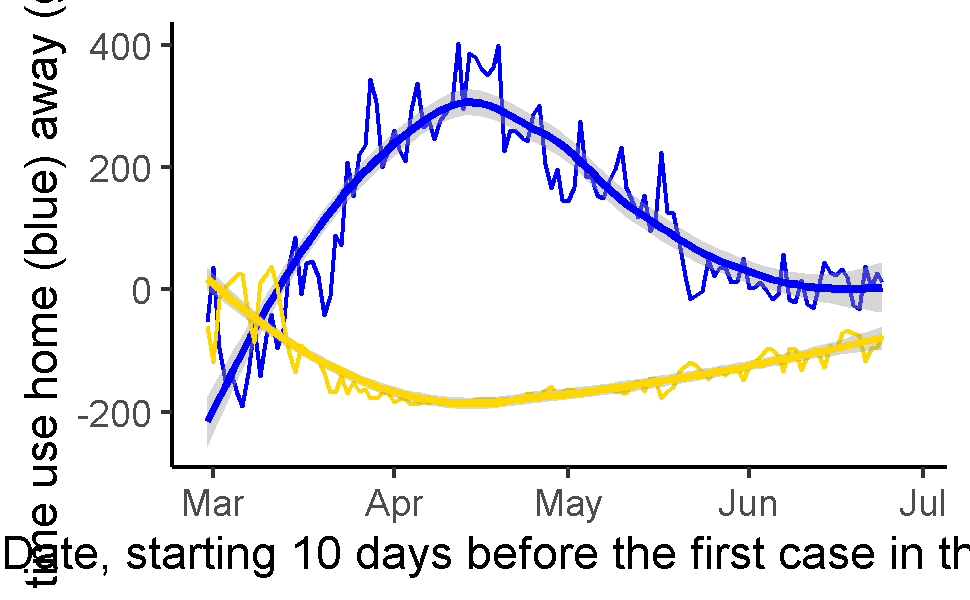 time use home (blue) away (
400
200
0
-200
Mar Apr May Jun Jul
Date, starting 10 days before the first case in th